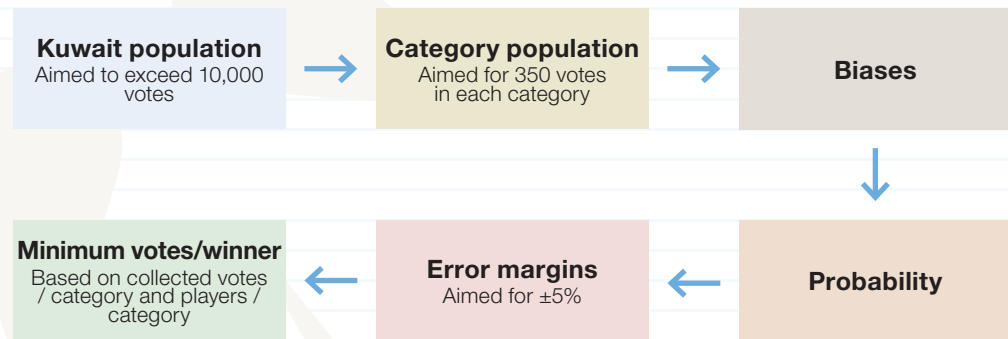 Kuwait population
Aimed to exceed 10,000
votes
Category population
Aimed for 350 votes
in each category
Biases
Probability
Error margins
Aimed for ±5%
Minimum votes/winner
Based on collected votes
/ category and players /
category